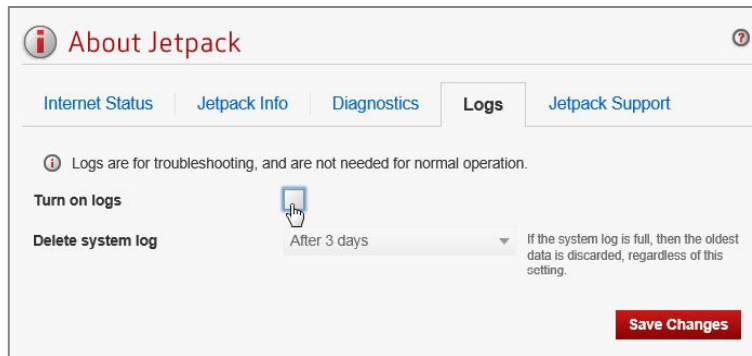 About Jetpack
Internet Status Jetpack Info Diagnostics Logs Jetpack Support
Logs are for troubleshooting, and are not needed for normal operation.
Turn on logs
Delete system log After 3 days If the system log is full, then the oldest
data is discarded, regardless of this
setting.
Save Changes